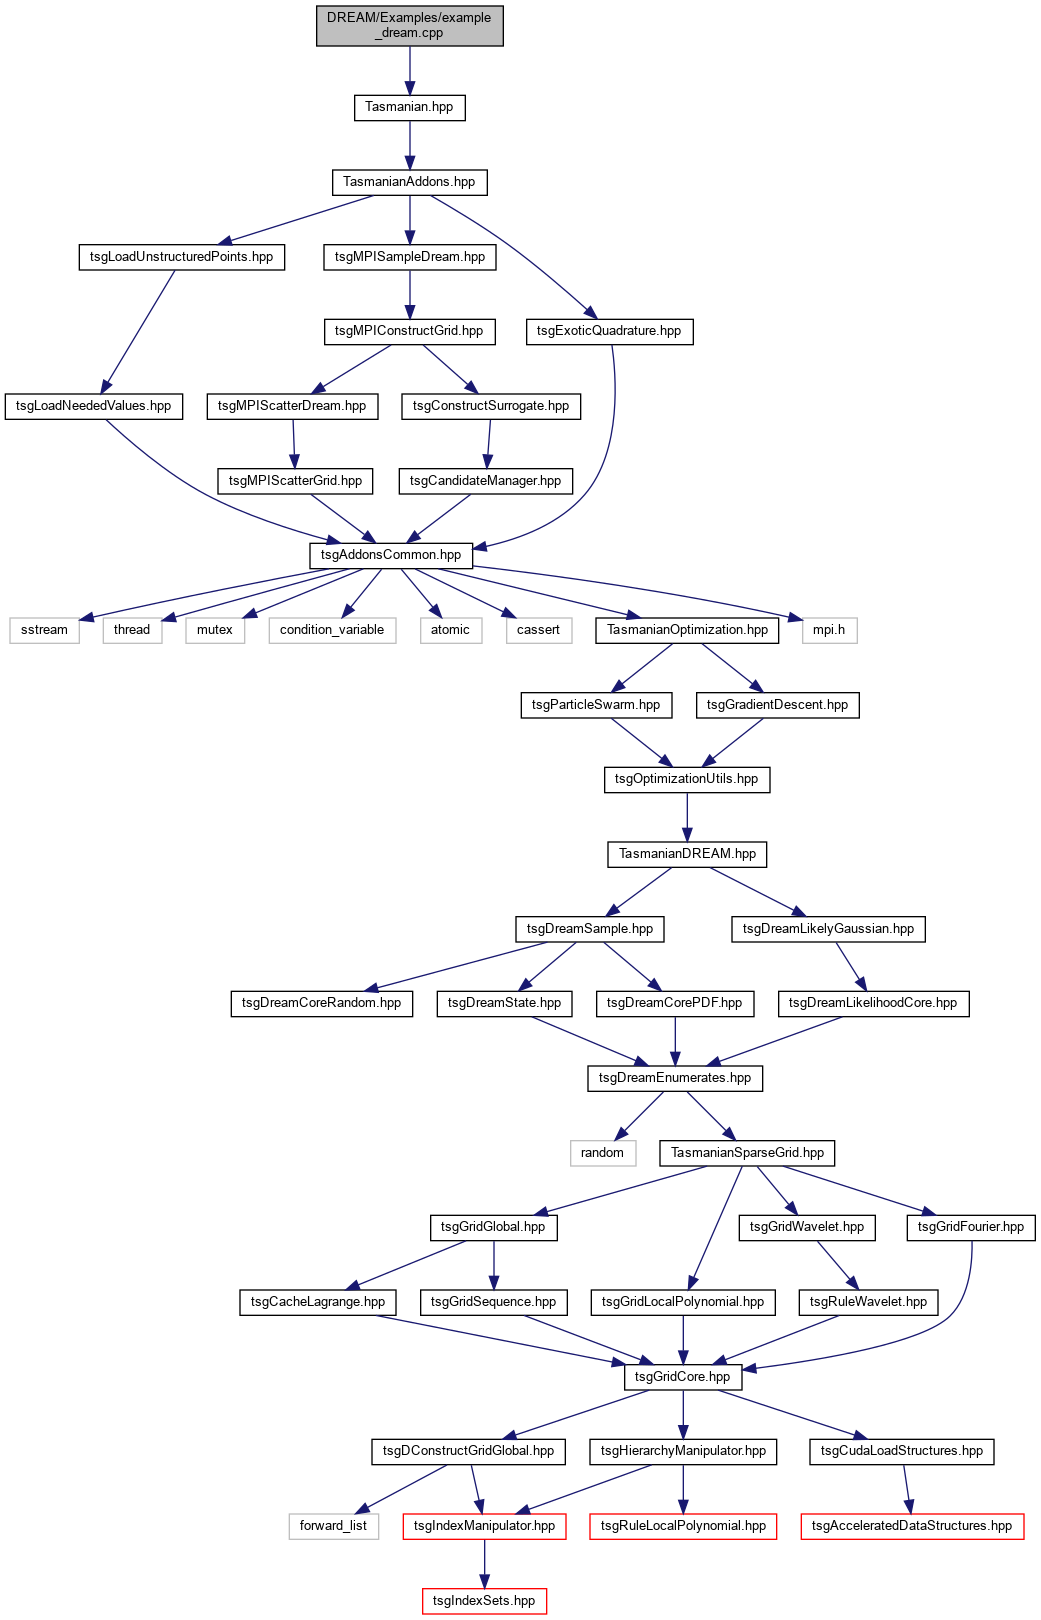 DREAM/Examples/example
_dream.cpp
Tasmanian.hpp
TasmanianAddons.hpp
tsgLoadUnstructuredPoints.hpp
tsgMPISampleDream.hpp
tsgMPIConstructGrid.hpp
tsgExoticQuadrature.hpp
tsgLoadNeededValues.hpp
tsgMPIScatterDream.hpp
tsgConstructSurrogate.hpp
tsgMPIScatterGrid.hpp
tsgCandidateManager.hpp
tsgAddonsCommon.hpp
sstream
thread
mutex
condition_variable
atomic
cassert
TasmanianOptimization.hpp
mpi.h
tsgParticleSwarm.hpp
tsgGradientDescent.hpp
tsgOptimizationUtils.hpp
TasmanianDREAM.hpp
tsgDreamSample.hpp
tsgDreamLikelyGaussian.hpp
tsgDreamCoreRandom.hpp
tsgDreamState.hpp
tsgDreamCorePDF.hpp
tsgDreamLikelihoodCore.hpp
tsgDreamEnumerates.hpp
random
TasmanianSparseGrid.hpp
tsgGridGlobal.hpp
tsgGridWavelet.hpp
tsgGridFourier.hpp
tsgCacheLagrange.hpp
tsgGridSequence.hpp
tsgGridLocalPolynomial.hpp
tsgRuleWavelet.hpp
tsgGridCore.hpp
tsgDConstructGridGlobal.hpp
tsgHierarchyManipulator.hpp
tsgCudaLoadStructures.hpp
forward_list
tsgIndexManipulator.hpp
tsgRuleLocalPolynomial.hpp
tsgAcceleratedDataStructures.hpp
tsgIndexSets.hpp